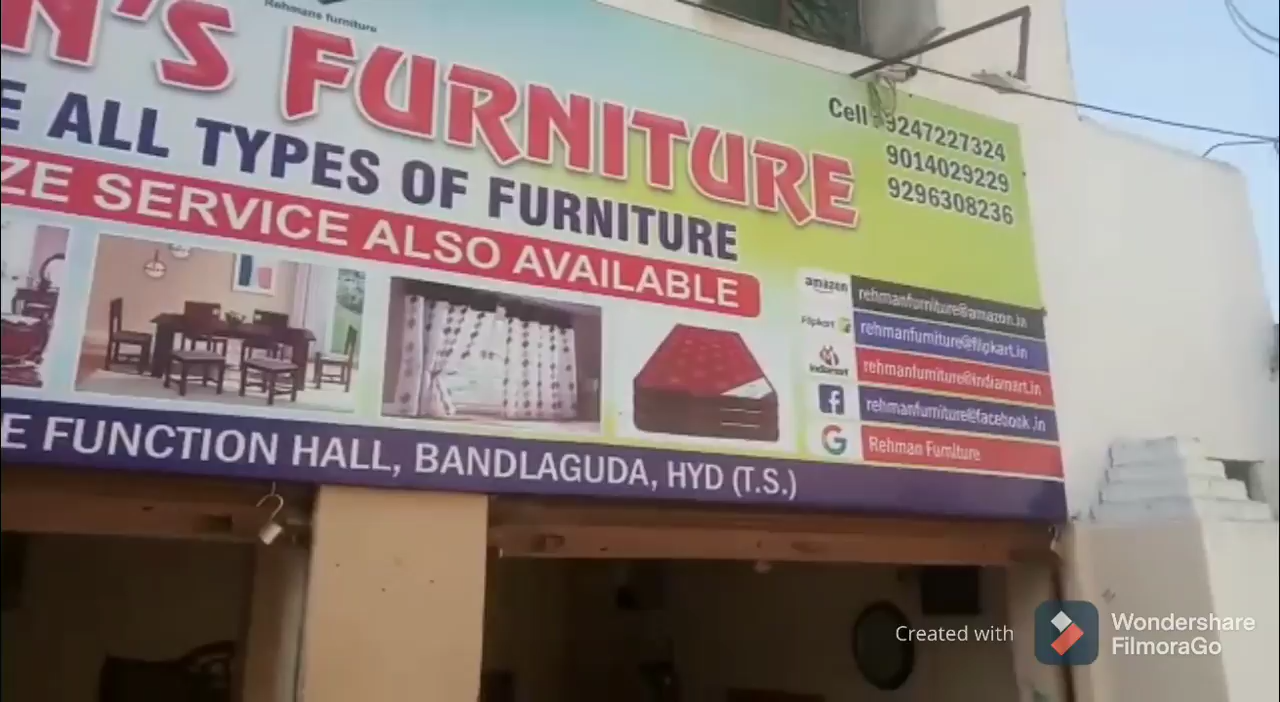 Rehmans furniture
N'S FURNITURE
E ALL TYPES OF FURNITURE
ZE SERVICE ALSO AVAILABLE
Cell : 9247227324
9014029229
9296308236
amazon rehmanfurniture@amazon.in
Flipkart rehmanfurniture@flipkart.in
indiamart rehmanfurniture@indiamart.in
rehmanfurniture@facebook.in
Rehman Furniture
E FUNCTION HALL, BANDLAGUDA, HYD (T.S.)
Created with Wondershare
FilmoraGo